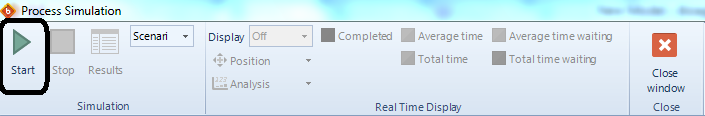 Process Simulation
Start
Stop
Results
Scenari
Simulation
Display Off
Position
Analysis
Completed
Average time
Average time waiting
Total time
Total time waiting
Real Time Display
Close
window
Close